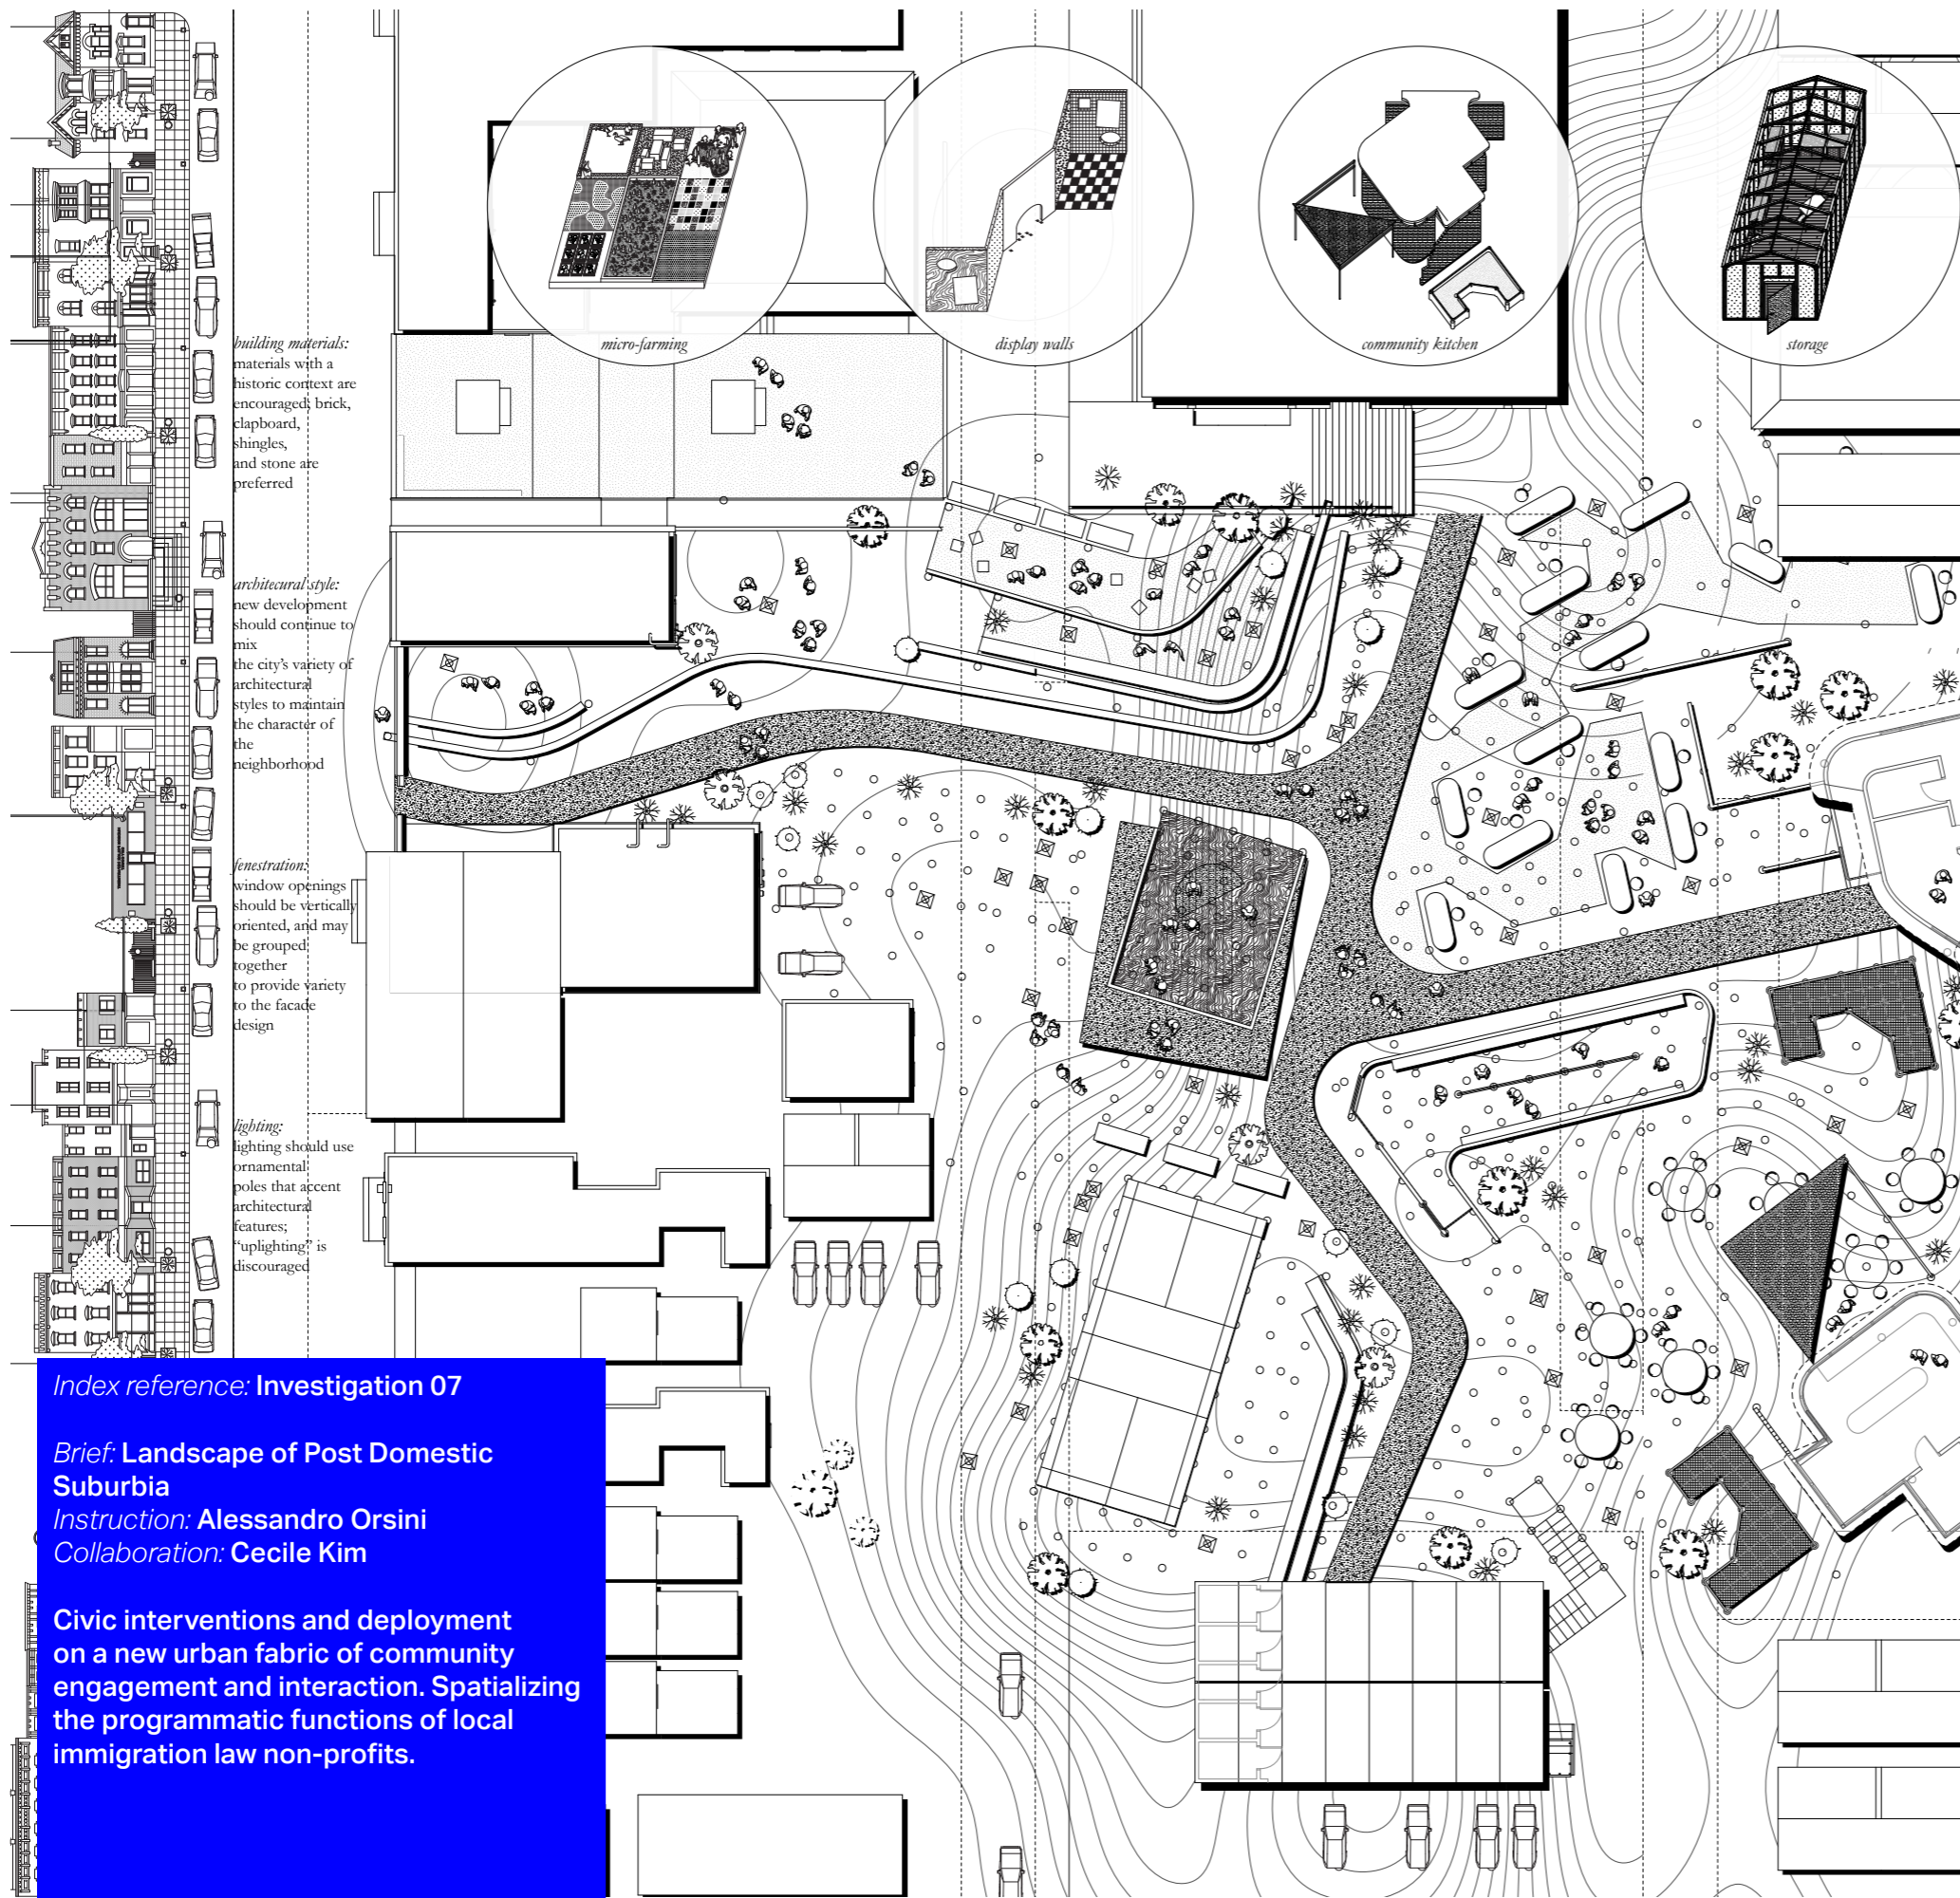 micro-farming
display walls
community kitchen
storage
building materials:
materials with a
historic context are
encouraged; brick,
clapboard,
shingles,
and stone are
preferred
architecural style:
new development
should continue to
mix
the city's variety of
architectural
styles to maintain
the character of
the
neighborhood
fenestration:
window openings
should be vertically
oriented, and may
be grouped
together
to provide variety
to the facade
design
lighting:
lighting should use
ornamental
poles that accent
architectural
features;
“uplighting” is
discouraged
Index reference: Investigation 07
Brief: Landscape of Post Domestic
Suburbia
Instruction: Alessandro Orsini
Collaboration: Cecile Kim
Civic interventions and deployment
on a new urban fabric of community
engagement and interaction. Spatializing
the programmatic functions of local
immigration law non-profits.